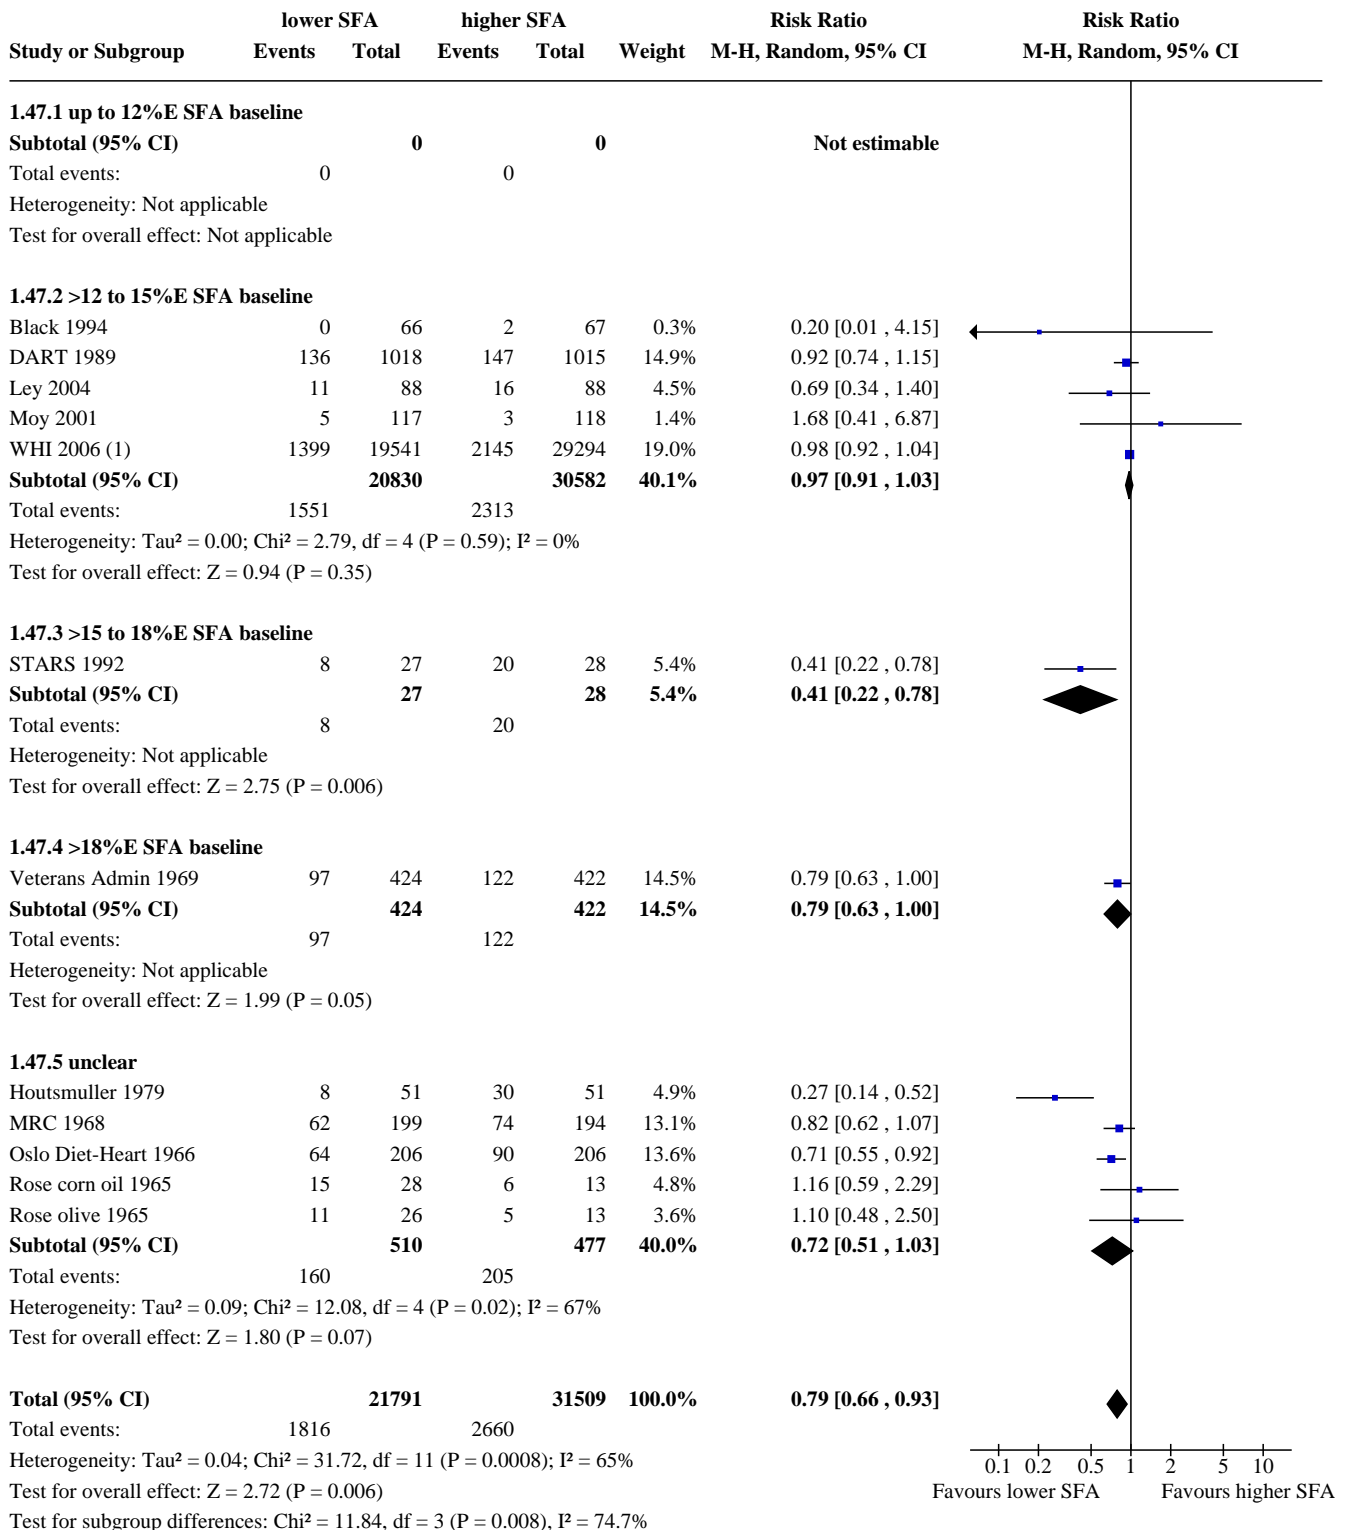 lower SFA higher SFA Risk Ratio Risk Ratio
Study or Subgroup Events Total Events Total Weight M-H, Random, 95% CI M-H, Random, 95% CI
1.47.1 up to 12%E SFA baseline
Subtotal (95% CI) 0 0 Not estimable
Total events: 0 0
Heterogeneity: Not applicable
Test for overall effect: Not applicable
1.47.2 >12 to 15%E SFA baseline
Black 1994 0 66 2 67 0.3% 0.20 [0.01 , 4.15]
DART 1989 136 1018 147 1015 14.9% 0.92 [0.74 , 1.15]
Ley 2004 11 88 16 88 4.5% 0.69 [0.34 , 1.40]
Moy 2001 5 117 3 118 1.4% 1.68 [0.41 , 6.87]
WHI 2006 (1) 1399 19541 2145 29294 19.0% 0.98 [0.92 , 1.04]
Subtotal (95% CI) 20830 30582 40.1% 0.97 [0.91 , 1.03]
Total events: 1551 2313
Heterogeneity: Tau² = 0.00; Chi² = 2.79, df = 4 (P = 0.59); I² = 0%
Test for overall effect: Z = 0.94 (P = 0.35)
1.47.3 >15 to 18%E SFA baseline
STARS 1992 8 27 20 28 5.4% 0.41 [0.22 , 0.78]
Subtotal (95% CI) 27 28 5.4% 0.41 [0.22 , 0.78]
Total events: 8 20
Heterogeneity: Not applicable
Test for overall effect: Z = 2.75 (P = 0.006)
1.47.4 >18%E SFA baseline
Veterans Admin 1969 97 424 122 422 14.5% 0.79 [0.63 , 1.00]
Subtotal (95% CI) 424 422 14.5% 0.79 [0.63 , 1.00]
Total events: 97 122
Heterogeneity: Not applicable
Test for overall effect: Z = 1.99 (P = 0.05)
1.47.5 unclear
Houtsmuller 1979 8 51 30 51 4.9% 0.27 [0.14 , 0.52]
MRC 1968 62 199 74 194 13.1% 0.82 [0.62 , 1.07]
Oslo Diet-Heart 1966 64 206 90 206 13.6% 0.71 [0.55 , 0.92]
Rose corn oil 1965 15 28 6 13 4.8% 1.16 [0.59 , 2.29]
Rose olive 1965 11 26 5 13 3.6% 1.10 [0.48 , 2.50]
Subtotal (95% CI) 510 477 40.0% 0.72 [0.51 , 1.03]
Total events: 160 205
Heterogeneity: Tau² = 0.09; Chi² = 12.08, df = 4 (P = 0.02); I² = 67%
Test for overall effect: Z = 1.80 (P = 0.07)
Total (95% CI) 21791 31509 100.0% 0.79 [0.66 , 0.93]
Total events: 1816 2660
Heterogeneity: Tau² = 0.04; Chi² = 31.72, df = 11 (P = 0.0008); I² = 65%
0.1 0.2 0.5 1 2 5 10
Test for overall effect: Z = 2.72 (P = 0.006) Favours lower SFA Favours higher SFA
Test for subgroup differences: Chi² = 11.84, df = 3 (P = 0.008), I² = 74.7%